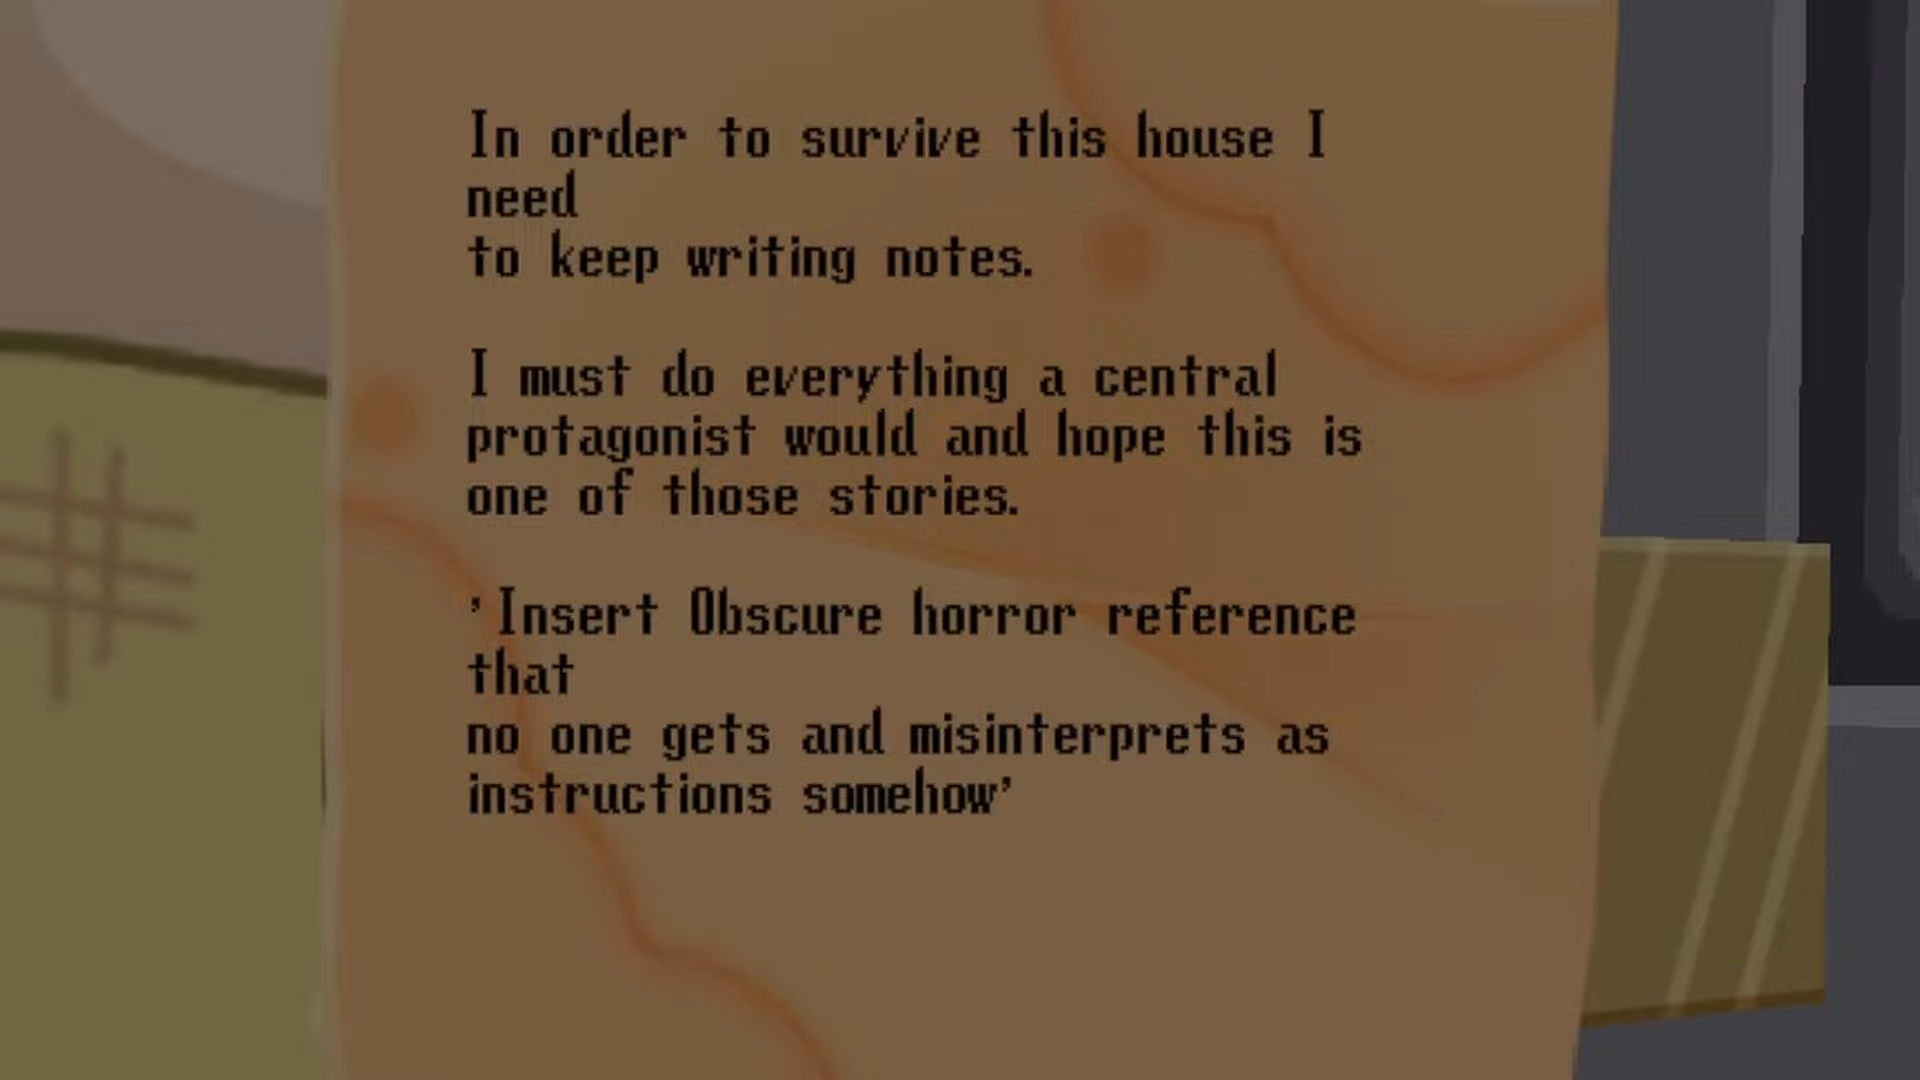 In order to survive this house I
need
to keep writing notes.
I must do everything a central
protagonist would and hope this is
one of those stories.
'Insert Obscure horror reference
that
no one gets and misinterprets as
instructions somehow'